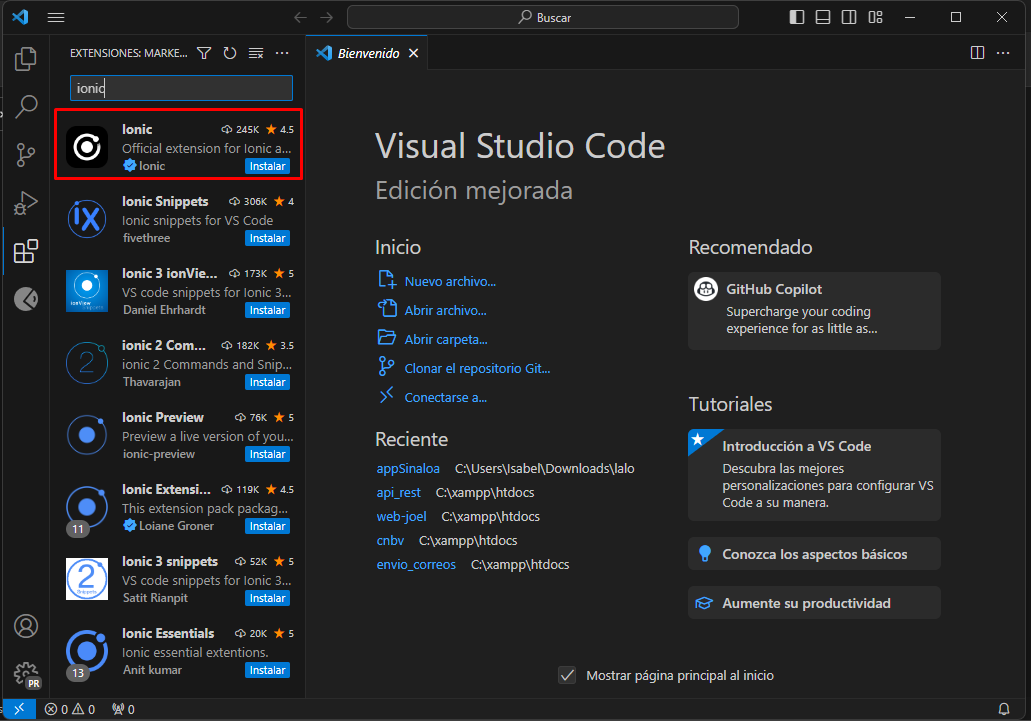 Buscar
EXTENSIONES: MARKE...
Bienvenido
ionic
Ionic 245K 4.5
Official extension for Ionic a...
Ionic Instalar
Ionic Snippets 306K 4
Ionic snippets for VS Code
fivethree Instalar
Ionic 3 ionVie... 173K 5
VS code snippets for Ionic 3...
Daniel Ehrhardt Instalar
ionic 2 Com... 182K 3.5
ionic 2 Commands and Snip...
Thavarajan Instalar
Ionic Preview 76K 5
Preview a live version of you...
ionic-preview Instalar
Ionic Extensi... 119K 4.5
This extension pack packag...
11 Loiane Groner Instalar
Ionic 3 snippets 52K 5
VS code snippets for Ionic 3...
Satit Rianpit Instalar
Ionic Essentials 20K 5
Ionic essential extentions.
13 Anit kumar Instalar
Visual Studio Code
Edición mejorada
Inicio
Nuevo archivo...
Abrir archivo...
Abrir carpeta...
Clonar el repositorio Git...
Conectarse a...
Reciente
appSinaloa C:\Users\Isabel\Downloads\lalo
api_rest C:\xampp\htdocs
web-joel C:\xampp\htdocs
cnbv C:\xampp\htdocs
envio_correos C:\xampp\htdocs
Recomendado
GitHub Copilot
Supercharge your coding
experience for as little as...
Tutoriales
Introducción a VS Code
Descubra las mejores
personalizaciones para configurar VS
Code a su manera.
Conozca los aspectos básicos
Aumente su productividad
Mostrar página principal al inicio
PR
0 0 0